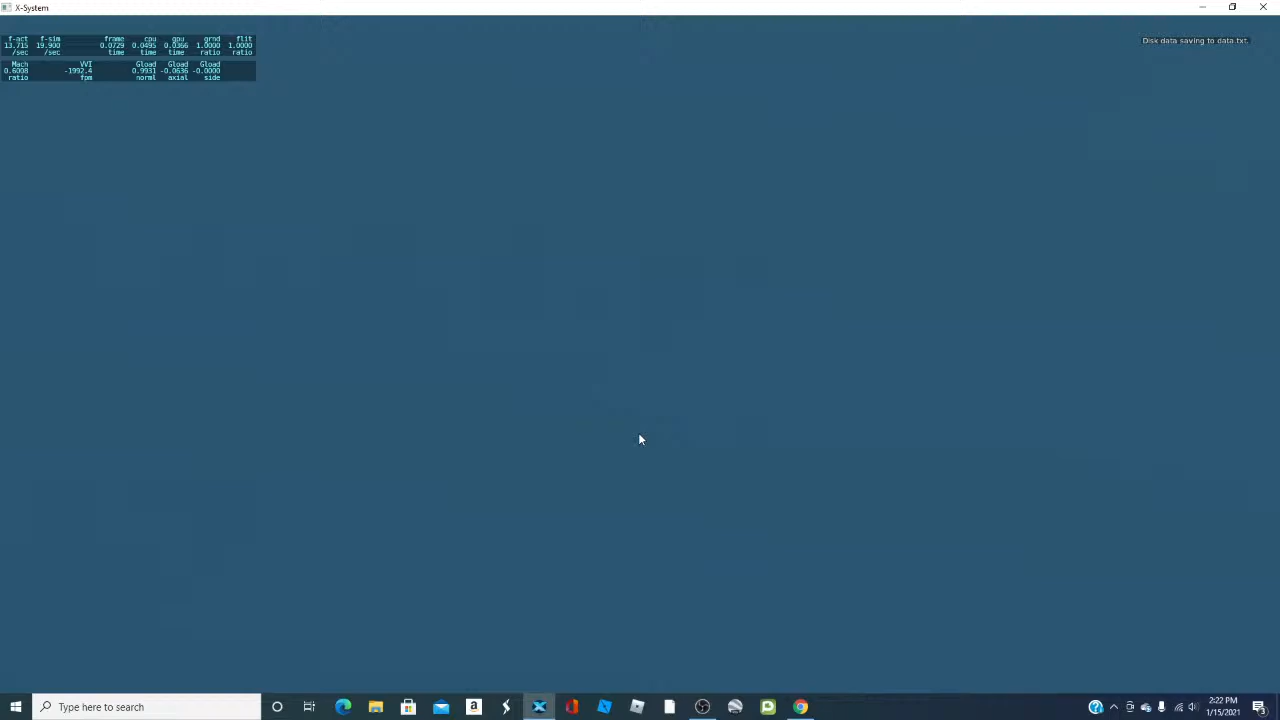 X-System
f-act f-sim frame cpu gpu grnd flit
13.715 19.900 0.0729 0.0495 0.0366 1.0000 1.0000
/sec /sec time time time ratio ratio
Disk data saving to data.txt.
Mach VVI Gload Gload Gload
0.6008 -1992.4 0.9931 -0.0636 -0.0000
ratio fpm norml axial side
Type here to search
a
2:22 PM
1/15/2021
3